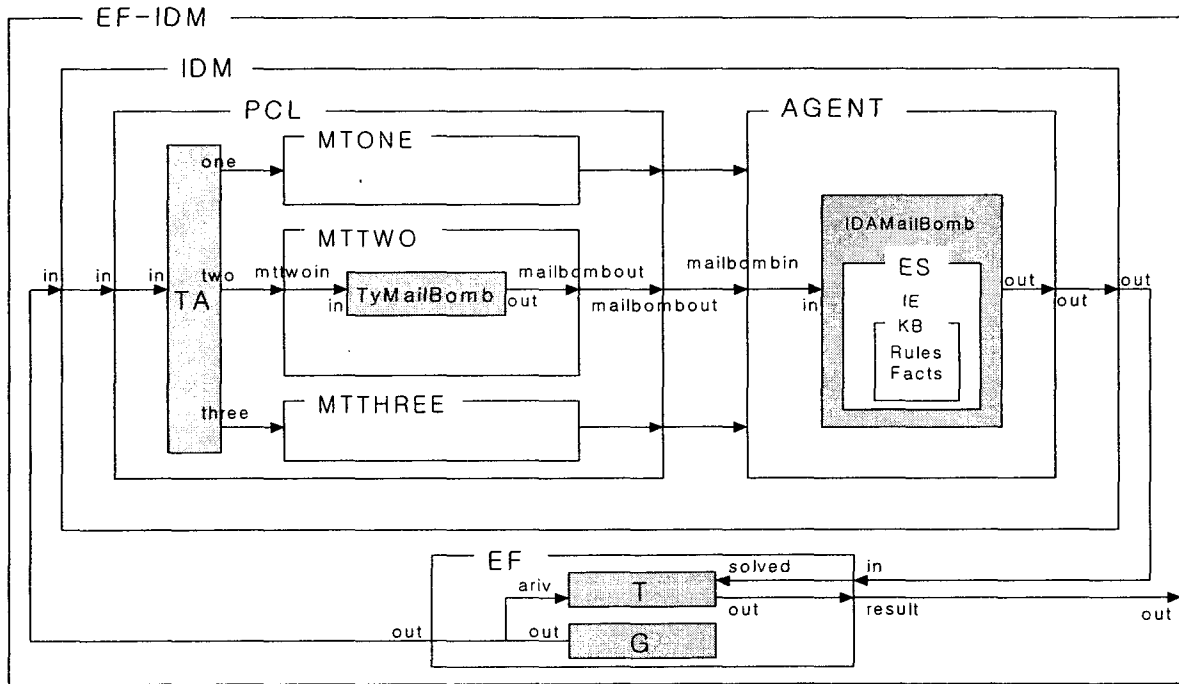 EF-IDM
IDM
PCL
AGENT
MTONE
one
IDAMailBomb
MTTWO
ES
in
in
in
two
mttwoin
mailbombout
mailbombin
out
out
TA
in
TyMailBomb
out
mailbombout
in
out
IE
KB
Rules
Facts
three
MTTHREE
EF
solved
in
ariv
T
out
result
out
out
out
G